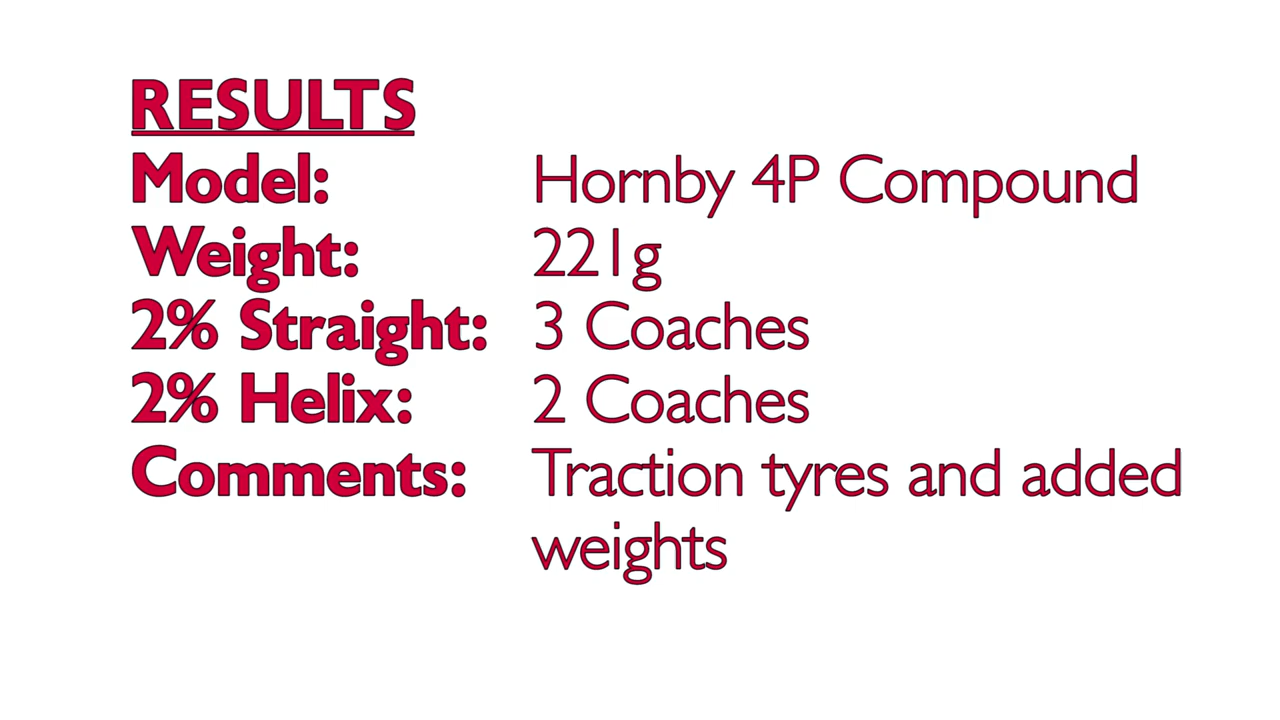 RESULTS
Model: Hornby 4P Compound
Weight: 221g
2% Straight: 3 Coaches
2% Helix: 2 Coaches
Comments: Traction tyres and added
weights